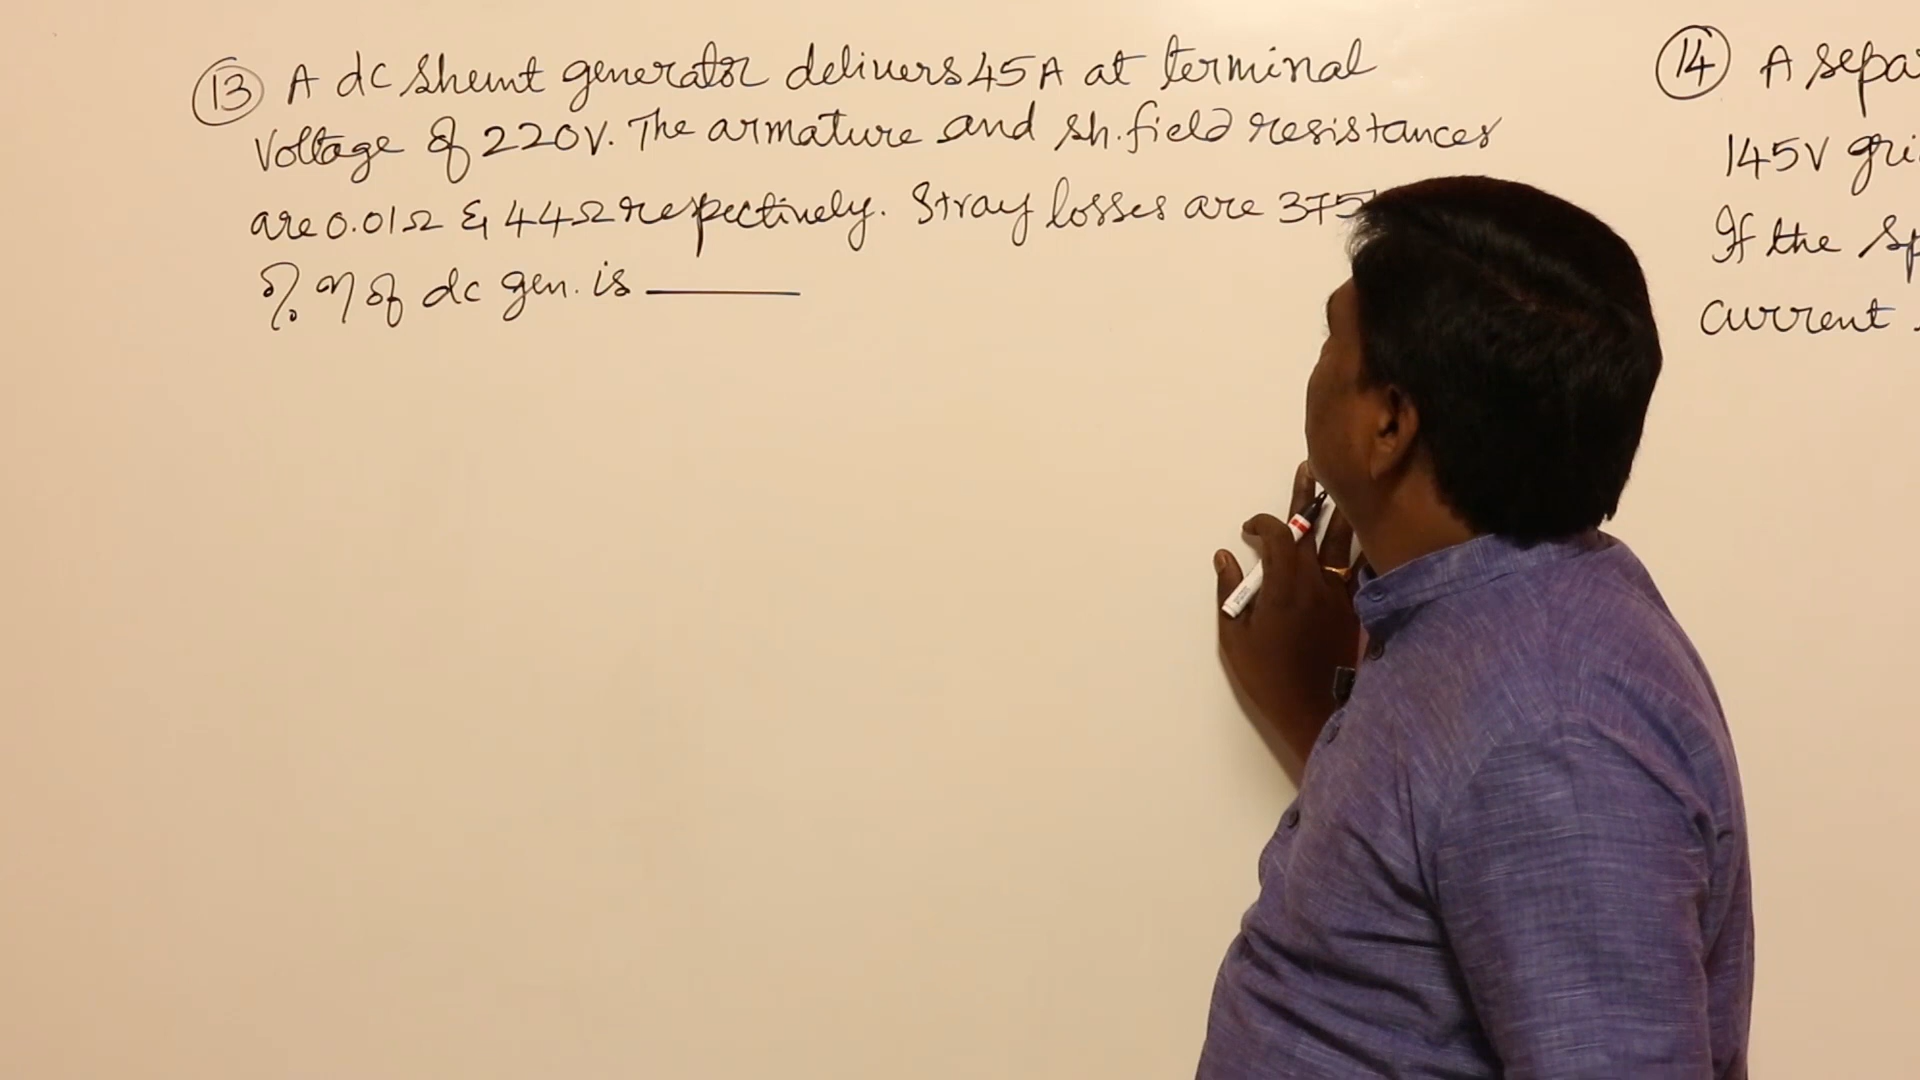 (13) A dc Shunt generator delivers 45A at terminal
Voltage of 220V. The armature and sh. field resistances
are 0.01Ω & 44Ω respectively. Stray losses are 375
% η of dc gen. is ______
(14) A sepa
145V gri
If the sp
current